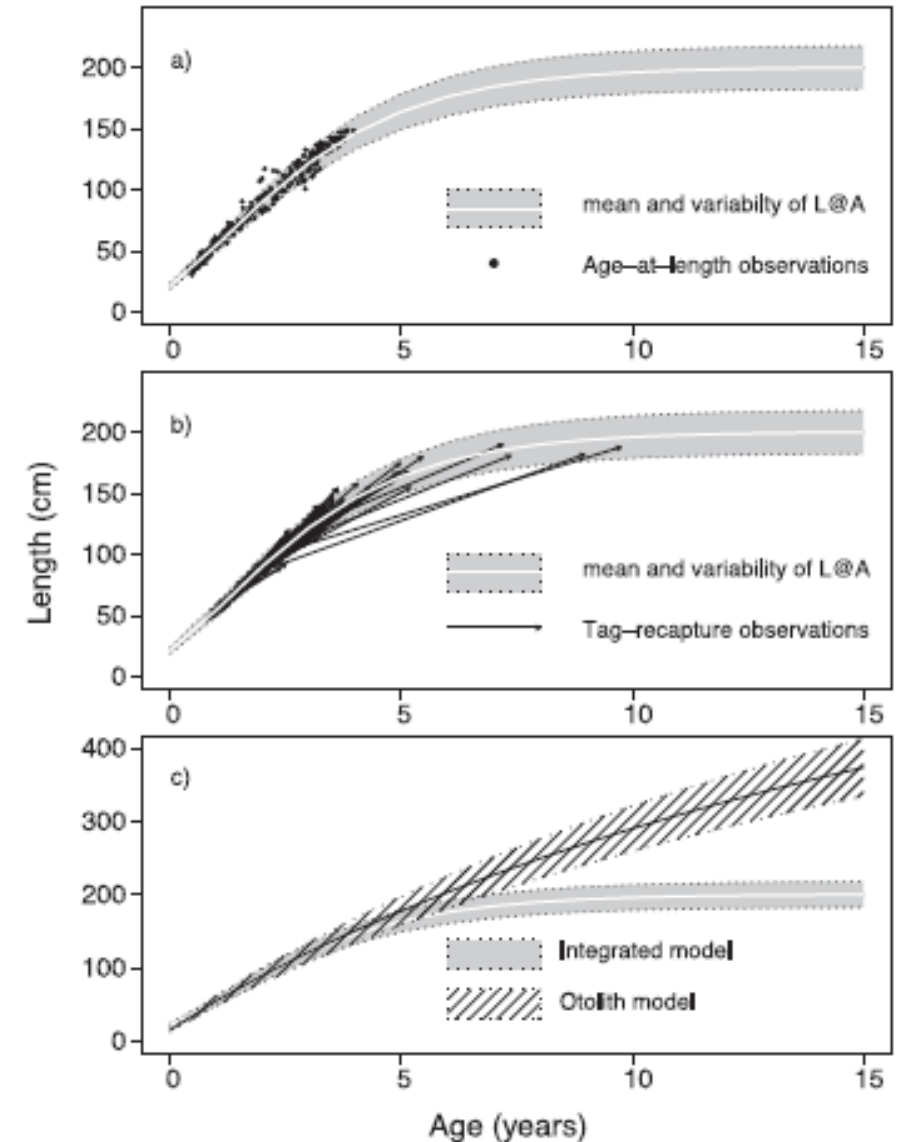 a)
200
150
100
50
0
mean and variabilty of L@A
Age–at–length observations
0 5 10 15
b)
200
150
100
50
0
mean and variability of L@A
Tag–recapture observations
0 5 10 15
Length (cm)
c)
400
300
200
100
0
Integrated model
Otolith model
0 5 10 15
Age (years)